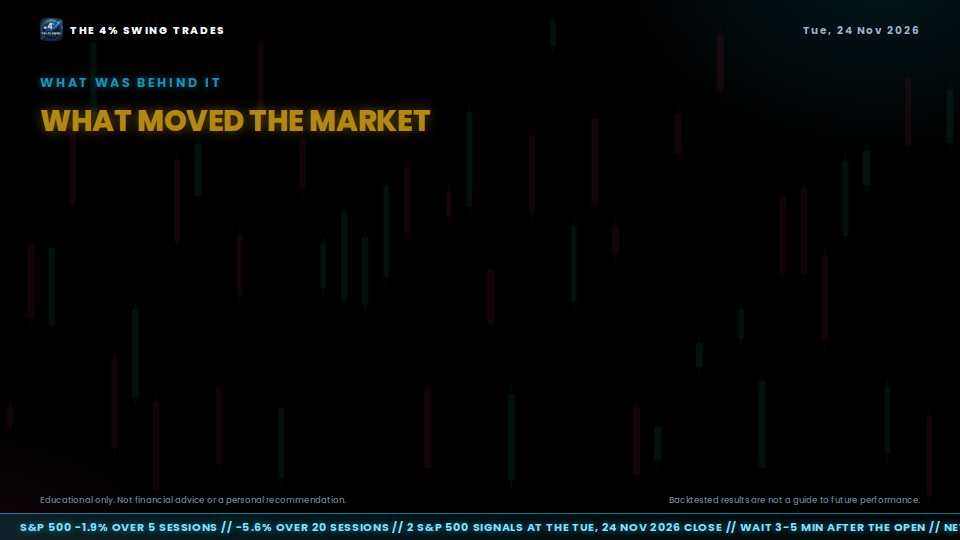 THE 4% SWING TRADES
Tue, 24 Nov 2026
WHAT WAS BEHIND IT
WHAT MOVED THE MARKET
Educational only. Not financial advice or a personal recommendation.
Backtested results are not a guide to future performance.
S&P 500 -1.9% OVER 5 SESSIONS // -5.6% OVER 20 SESSIONS // 2 S&P 500 SIGNALS AT THE TUE, 24 NOV 2026 CLOSE // WAIT 3-5 MIN AFTER THE OPEN //